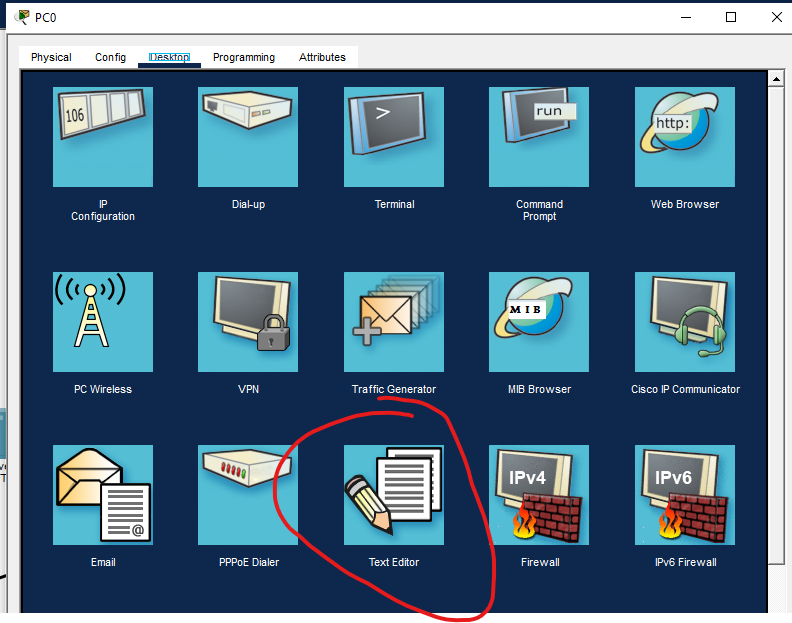 PC0
Physical Config Desktop Programming Attributes
106
>
run
http:
IP
Configuration
Dial-up
Terminal
Command
Prompt
Web Browser
MIB
PC Wireless
VPN
Traffic Generator
MIB Browser
Cisco IP Communicator
@
IPv4
IPv6
Email
PPPoE Dialer
Text Editor
Firewall
IPv6 Firewall